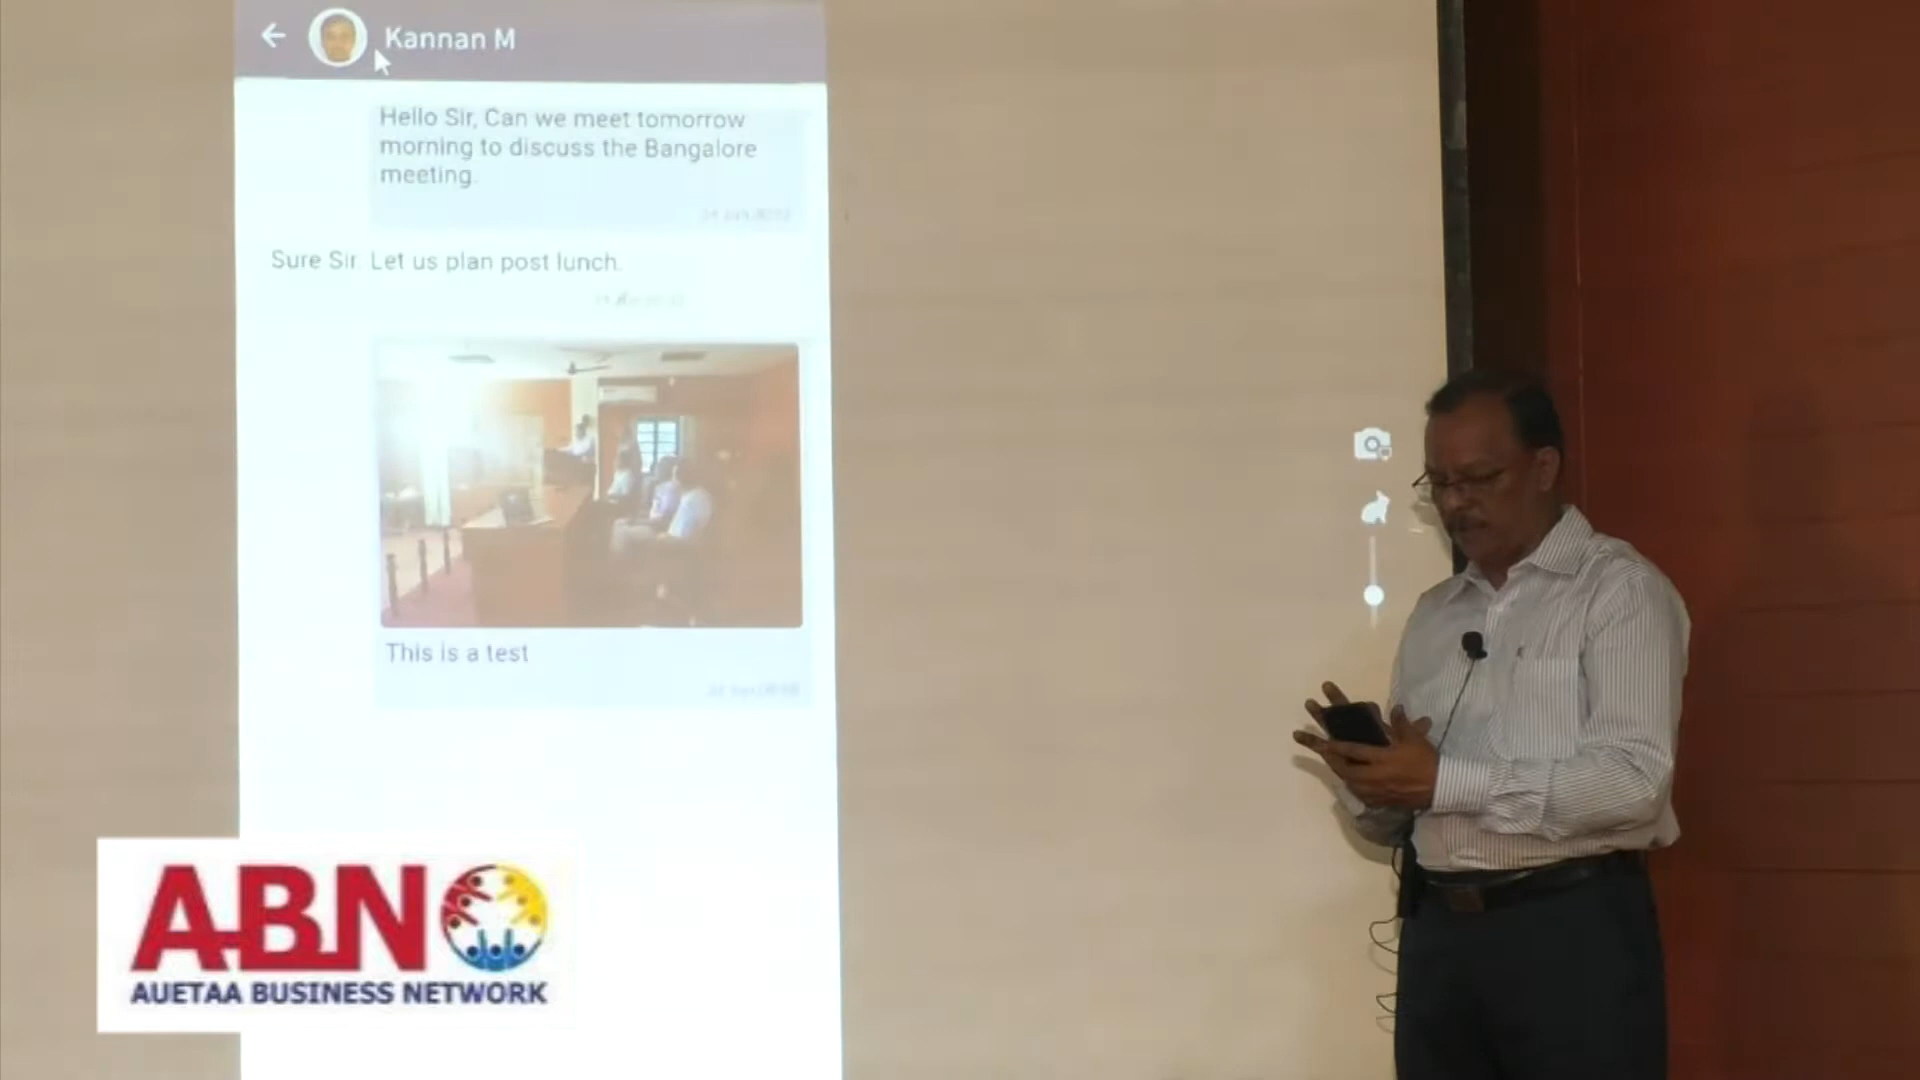 Kannan M
Hello Sir, Can we meet tomorrow
morning to discuss the Bangalore
meeting.
Sure Sir. Let us plan post lunch.
This is a test
ABN
AUETAA BUSINESS NETWORK